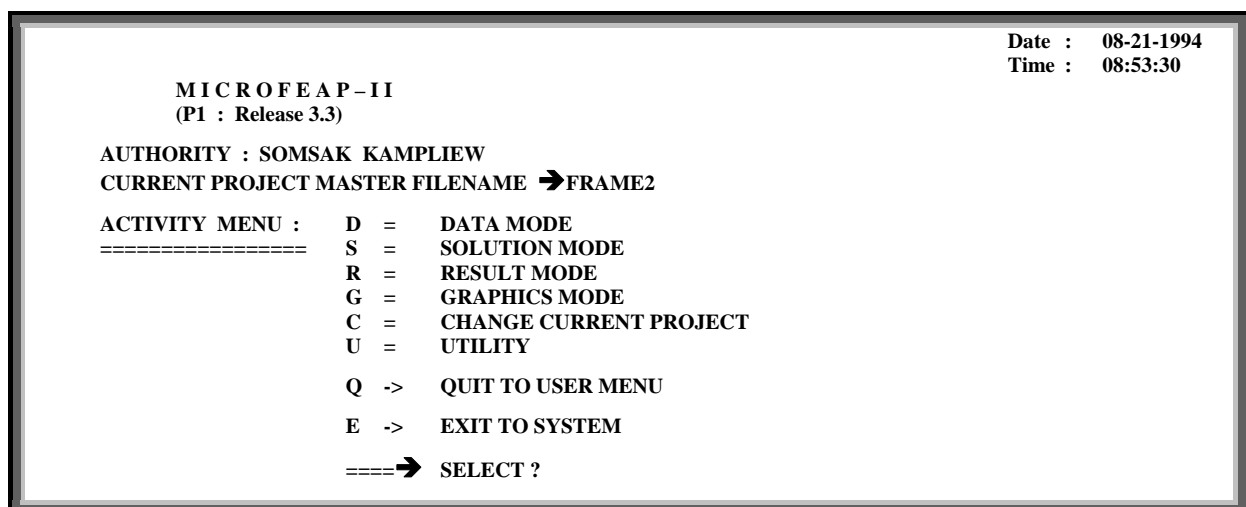 Date : 08-21-1994
Time : 08:53:30
M I C R O F E A P – I I
(P1 : Release 3.3)
AUTHORITY : SOMSAK KAMPLIEW
CURRENT PROJECT MASTER FILENAME ➔FRAME2
ACTIVITY MENU : D = DATA MODE
================= S = SOLUTION MODE
R = RESULT MODE
G = GRAPHICS MODE
C = CHANGE CURRENT PROJECT
U = UTILITY
Q -> QUIT TO USER MENU
E -> EXIT TO SYSTEM
====➔ SELECT ?